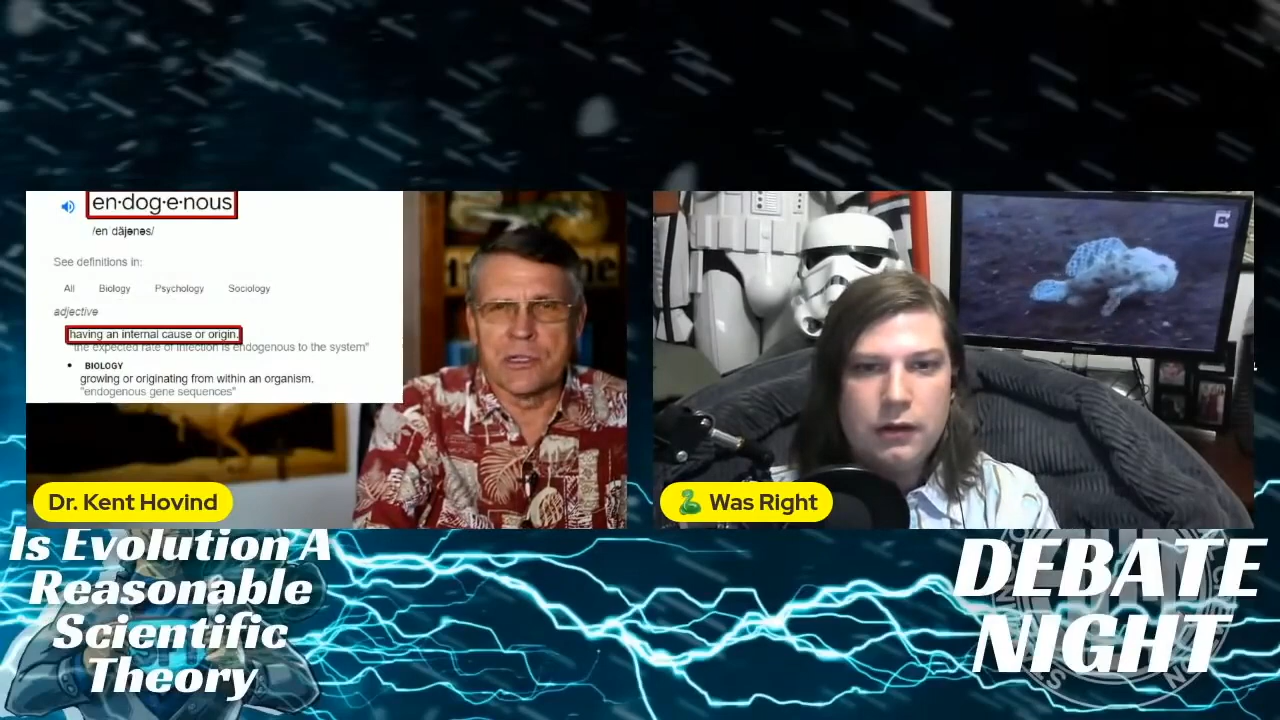 en·dog·e·nous
/enˈdäjənəs/
See definitions in:
All Biology Psychology Sociology
adjective
having an internal cause or origin.
"the expected rate of infection is endogenous to the system"
BIOLOGY
growing or originating from within an organism.
"endogenous gene sequences"
Dr. Kent Hovind
🐍 Was Right
Is Evolution A
Reasonable
Scientific
Theory
DEBATE
NIGHT